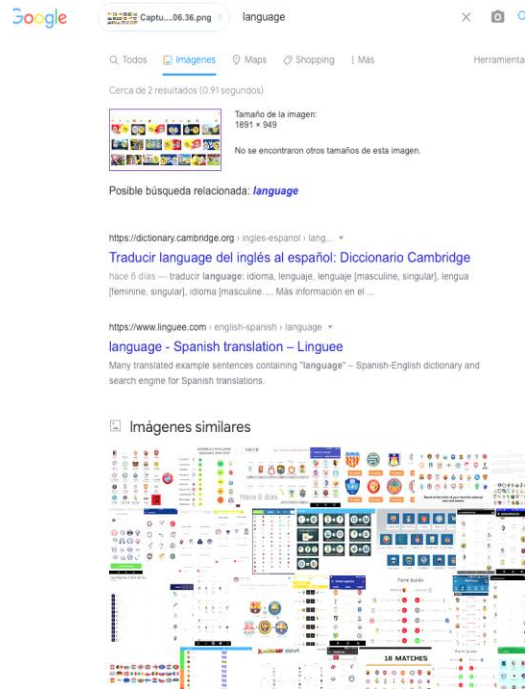 Google
Captu....06.36.png
language
Todos
Imágenes
Maps
Shopping
Más
Herramienta
Cerca de 2 resultados (0.91 segundos)
Tamaño de la imagen:
1891 × 949
No se encontraron otros tamaños de esta imagen.
Posible búsqueda relacionada: language
https://dictionary.cambridge.org › ingles-espanol › lang...
Traducir language del inglés al español: Diccionario Cambridge
hace 6 días — traducir language: idioma, lenguaje, lenguaje [masculine, singular], lengua
[feminine, singular], idioma [masculine.... Más información en el ...
https://www.linguee.com › english-spanish › language
language - Spanish translation – Linguee
Many translated example sentences containing "language" – Spanish-English dictionary and
search engine for Spanish translations.
Imágenes similares
Hace 6 días
Form Guide
18 MATCHES